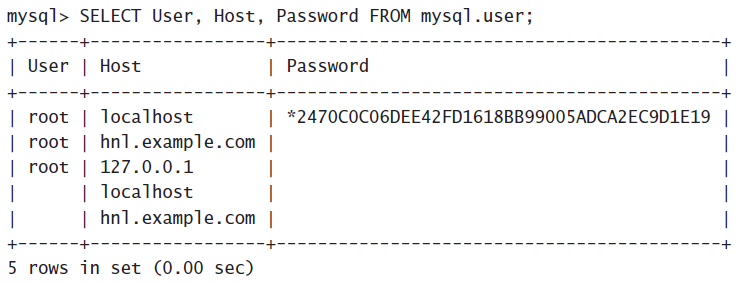 mysql> SELECT User, Host, Password FROM mysql.user;
+------+-----------------+-------------------------------------------+
| User | Host            | Password                                  |
+------+-----------------+-------------------------------------------+
| root | localhost       | *2470C0C06DEE42FD1618BB99005ADCA2EC9D1E19 |
| root | hnl.example.com |                                           |
| root | 127.0.0.1       |                                           |
|      | localhost       |                                           |
|      | hnl.example.com |                                           |
+------+-----------------+-------------------------------------------+
5 rows in set (0.00 sec)